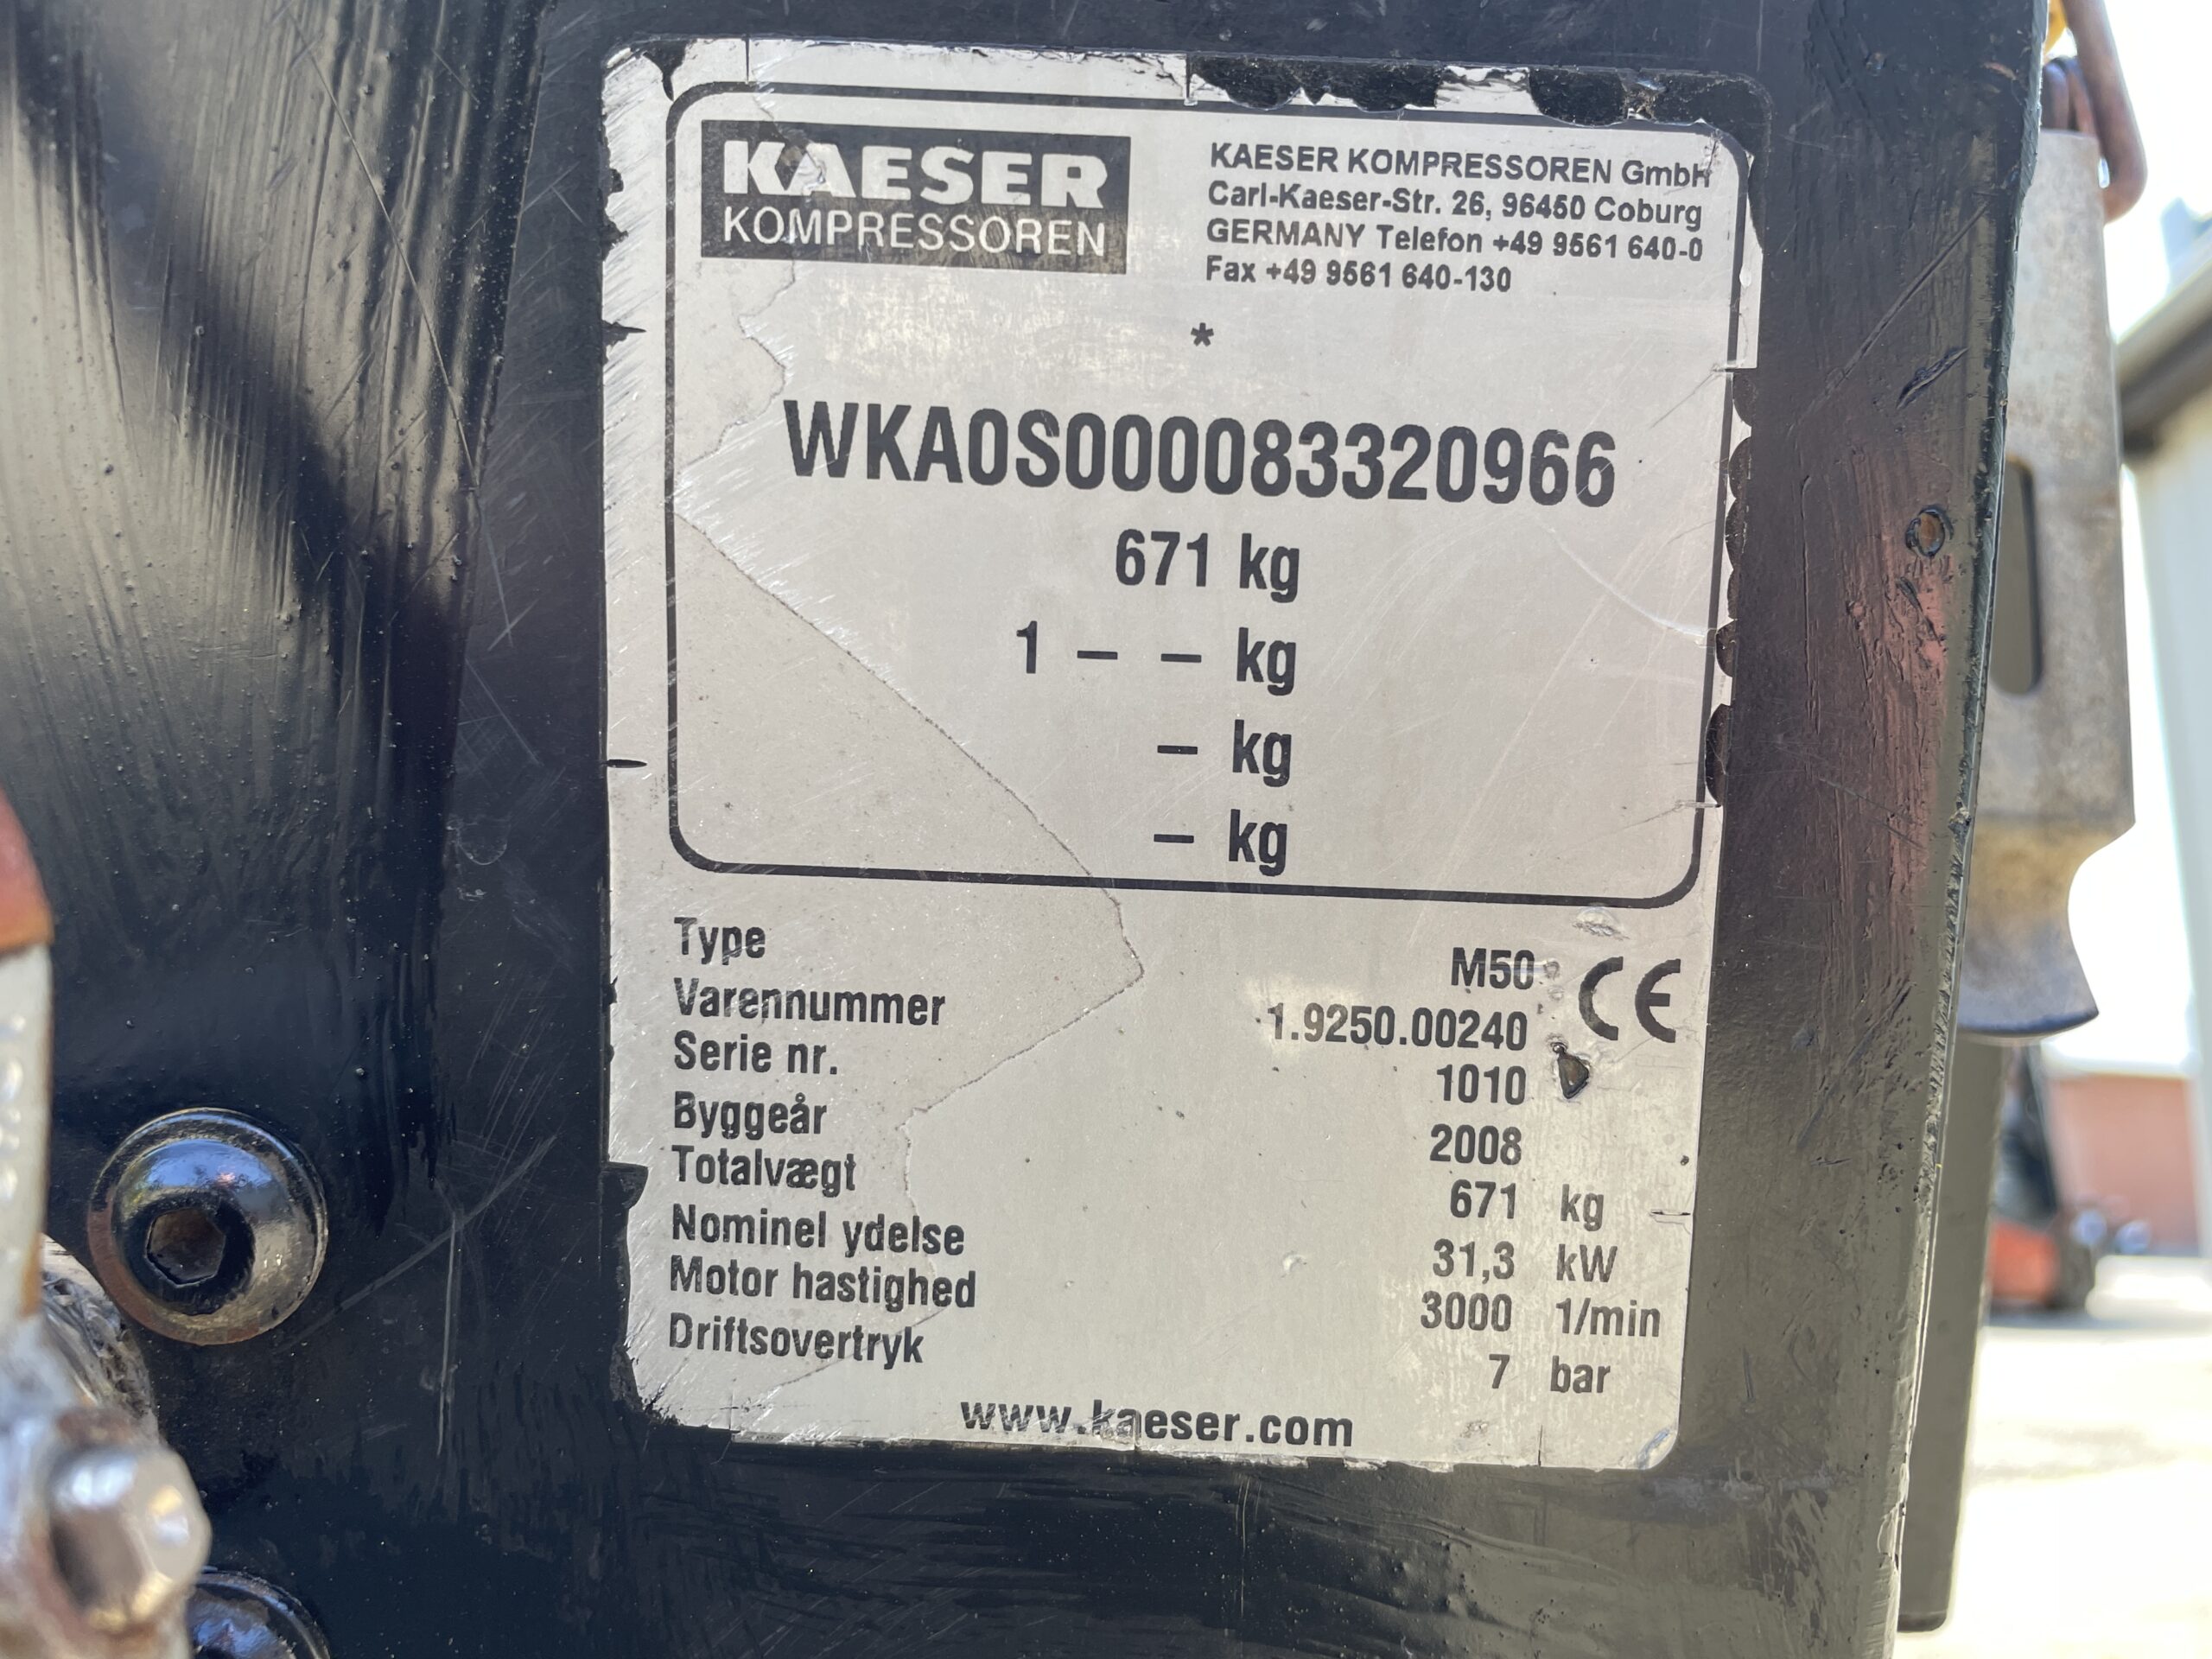 KAESER
KOMPRESSOREN
KAESER KOMPRESSOREN GmbH
Carl-Kaeser-Str. 26, 96450 Coburg
GERMANY Telefon +49 9561 640-0
Fax +49 9561 640-130
*
WKA0S000083320966
671 kg
1 – – kg
– kg
– kg
Type M50
Varennummer 1.9250.00240
Serie nr. 1010
Byggeår 2008
Totalvægt 671 kg
Nominel ydelse 31,3 kW
Motor hastighed 3000 1/min
Driftsovertryk 7 bar
CE
www.kaeser.com